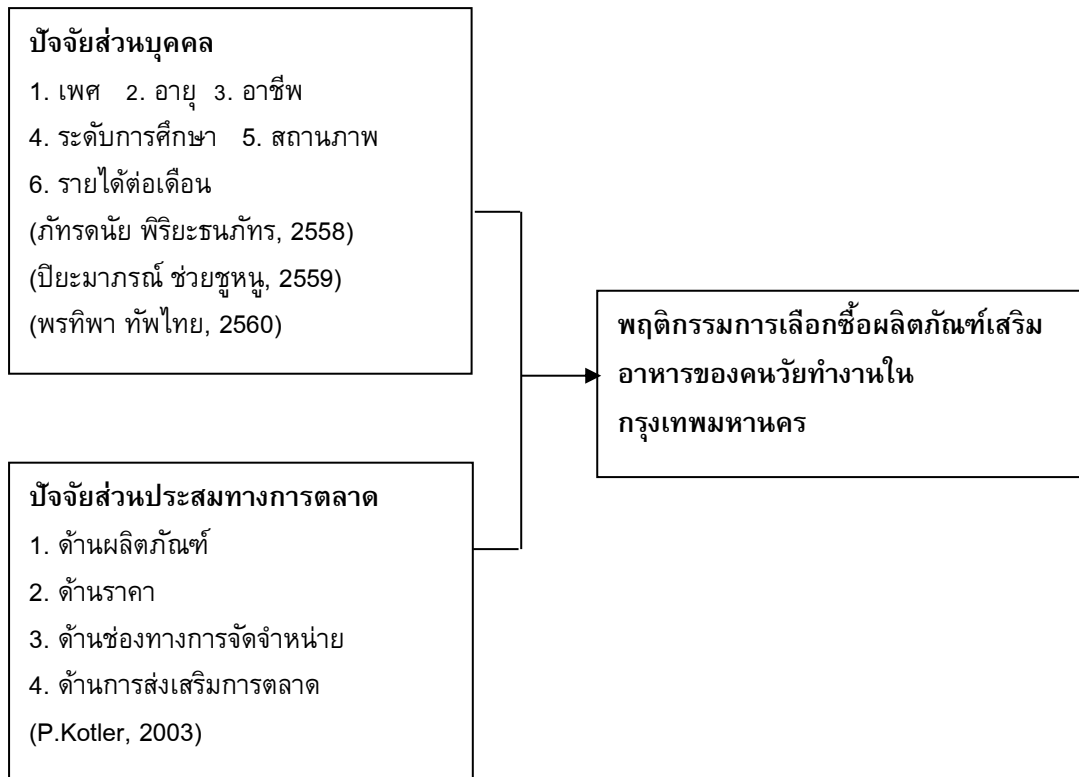 ปัจจัยส่วนบุคคล
1. เพศ 2. อายุ 3. อาชีพ
4. ระดับการศึกษา 5. สถานภาพ
6. รายได้ต่อเดือน
(ภัทรดนัย พิริยะธนภัทร, 2558)
(ปิยะมาภรณ์ ช่วยชูหนู, 2559)
(พรทิพา ทัพไทย, 2560)
พฤติกรรมการเลือกซื้อผลิตภัณฑ์เสริม
อาหารของคนวัยทำงานใน
กรุงเทพมหานคร
ปัจจัยส่วนประสมทางการตลาด
1. ด้านผลิตภัณฑ์
2. ด้านราคา
3. ด้านช่องทางการจัดจำหน่าย
4. ด้านการส่งเสริมการตลาด
(P.Kotler, 2003)